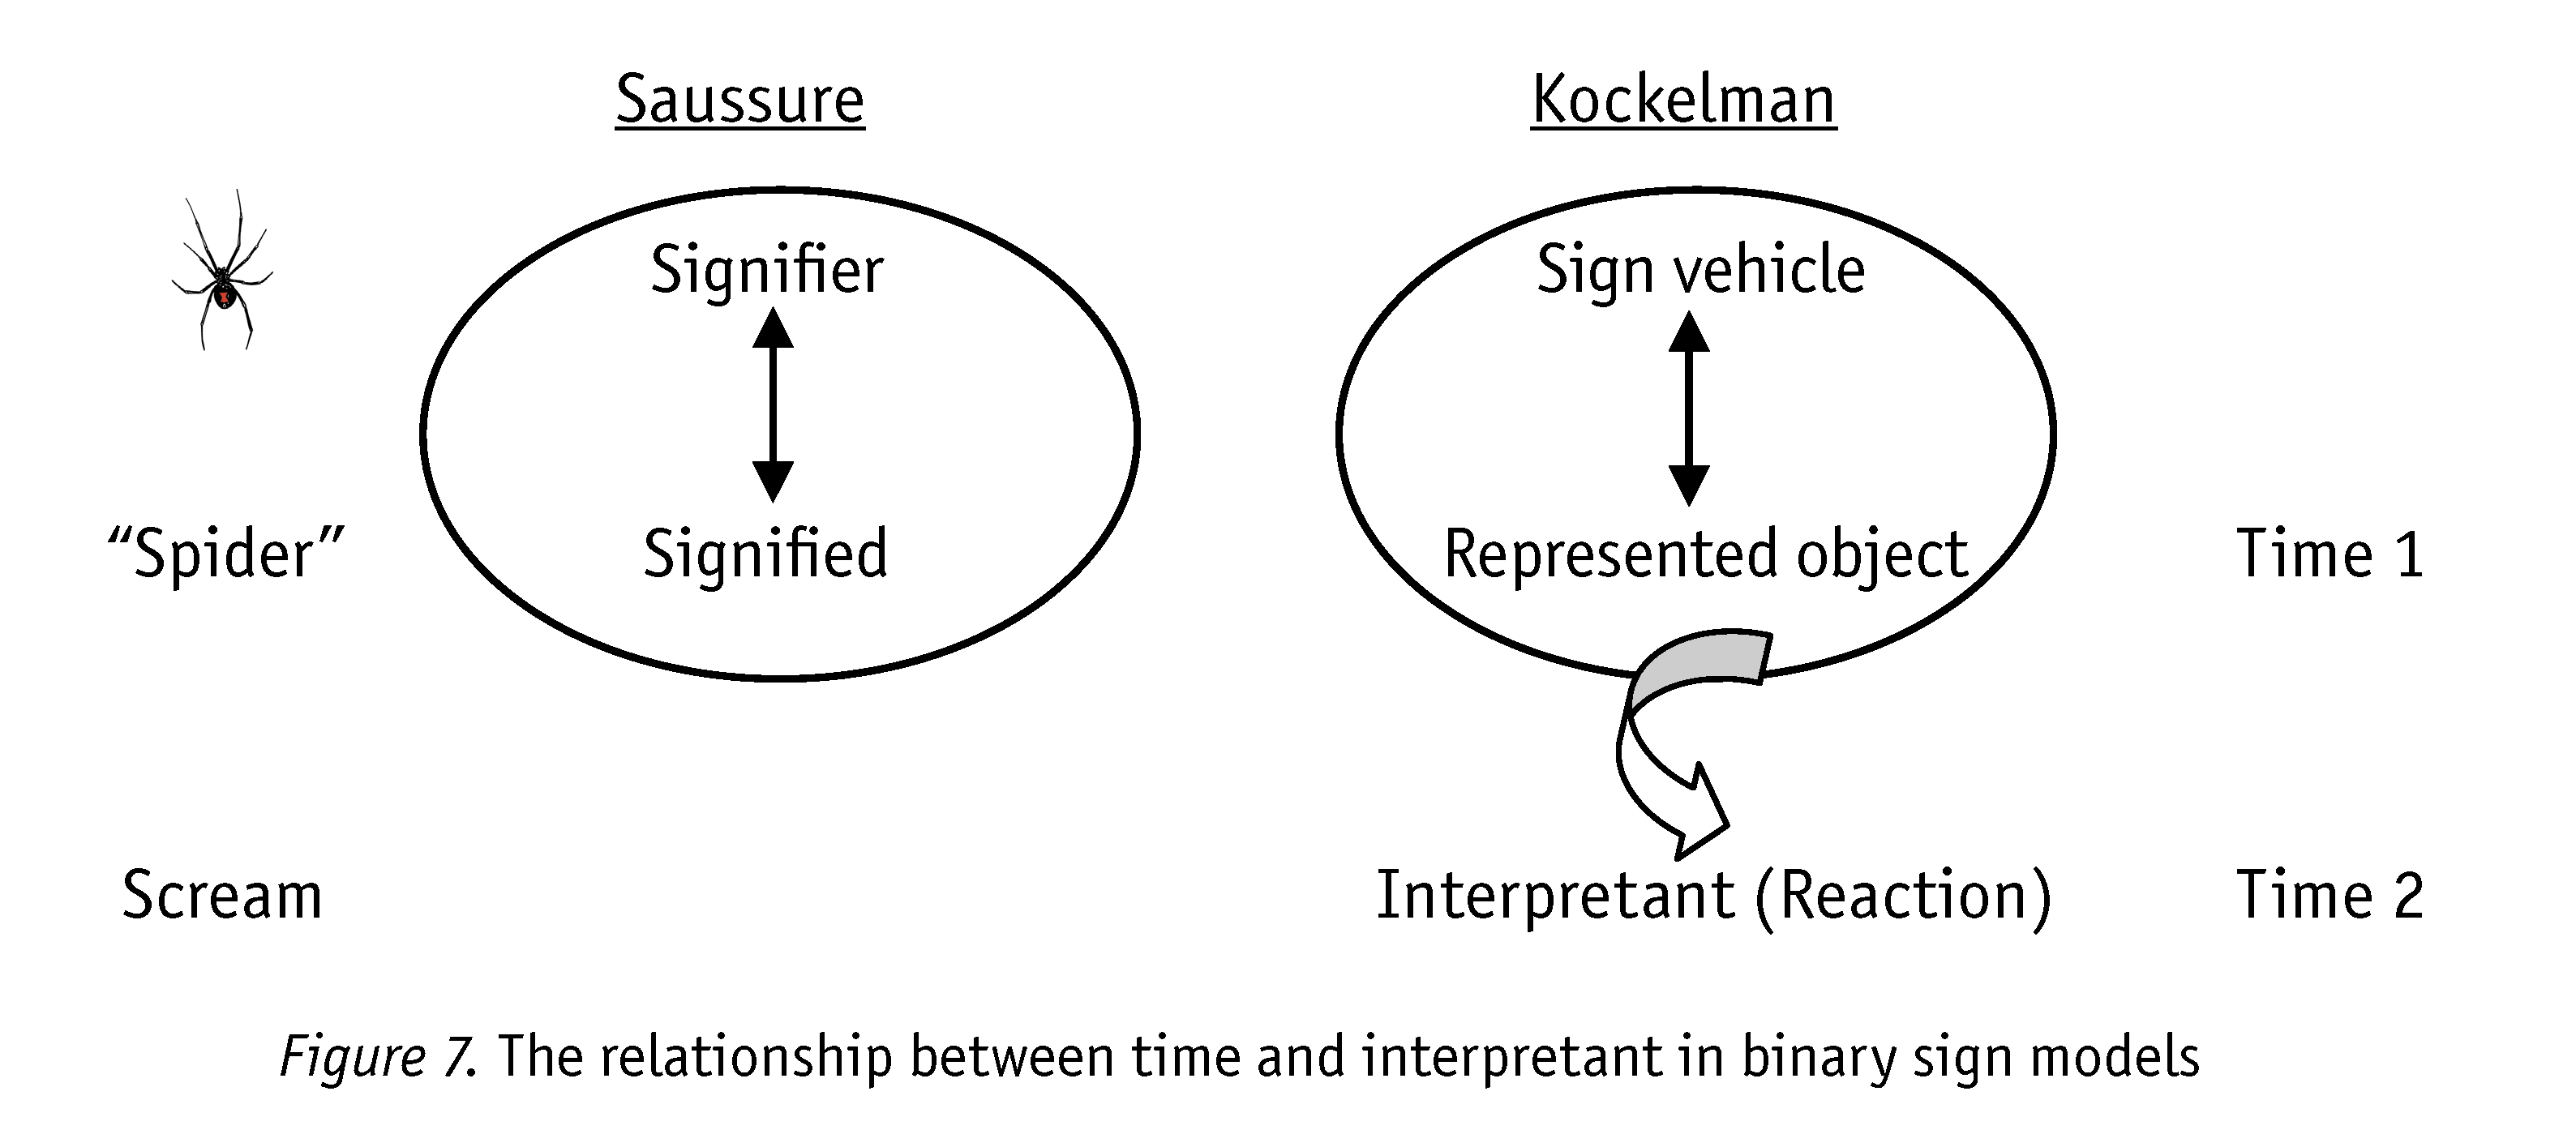 Saussure Kockelman
Signifier Sign vehicle
“Spider” Signified Represented object Time 1
Scream Interpretant (Reaction) Time 2
Figure 7. The relationship between time and interpretant in binary sign models